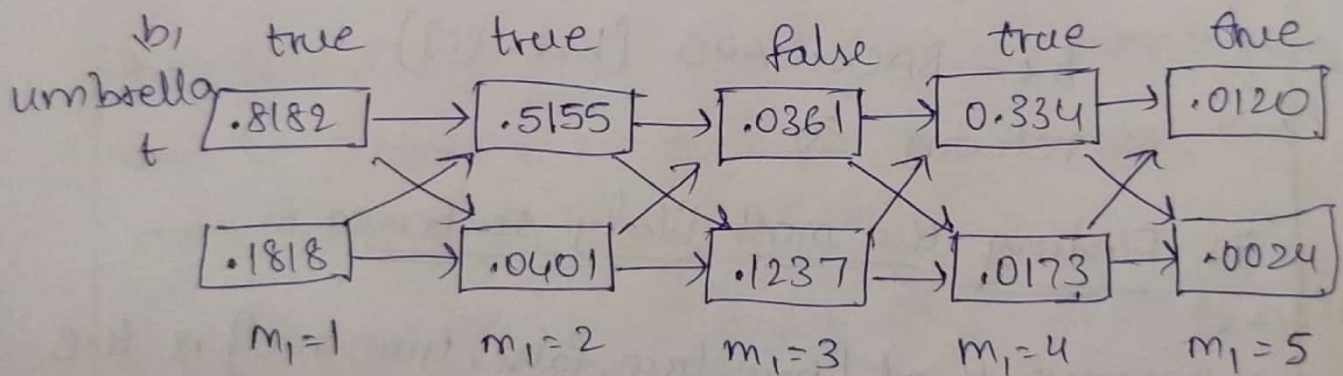 b) true true false true true
umbrella
t
.8182 .5155 .0361 0.334 .0120
.1818 .0401 .1237 .0173 .0024
m₁=1 m₁=2 m₁=3 m₁=4 m₁=5